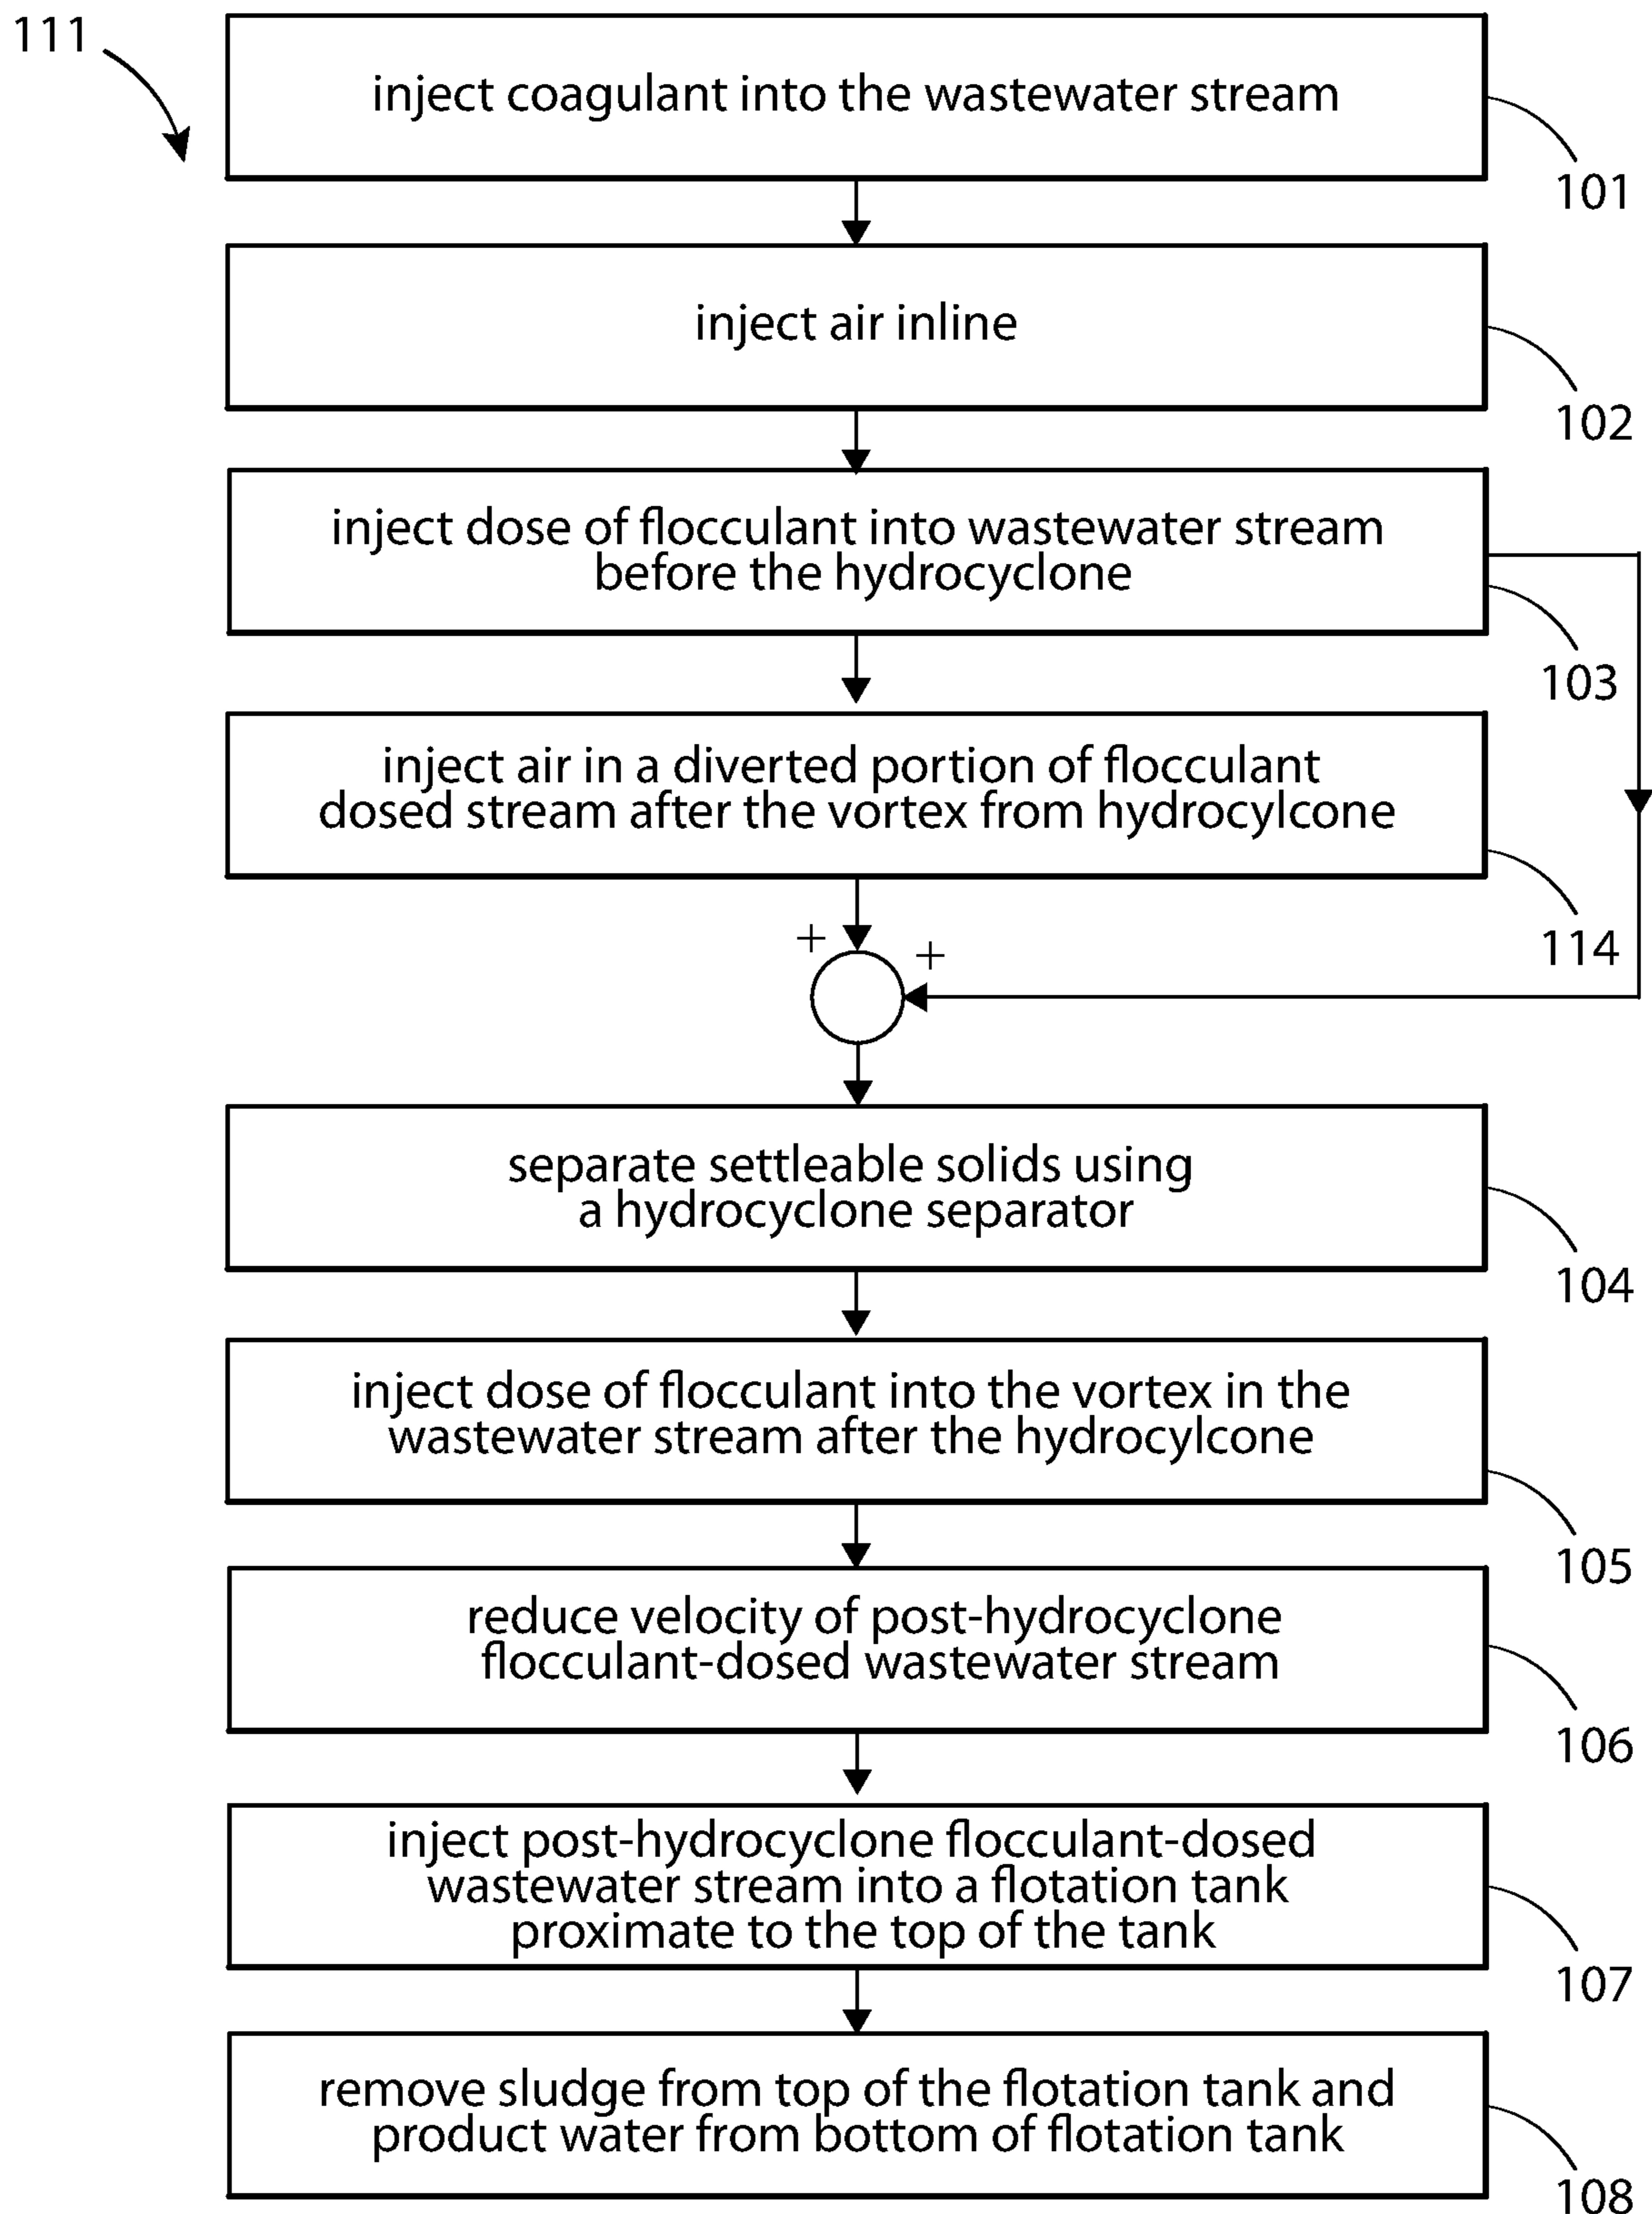 111
inject coagulant into the wastewater stream
101
inject air inline
102
inject dose of flocculant into wastewater stream
before the hydrocyclone
103
inject air in a diverted portion of flocculant
dosed stream after the vortex from hydrocylcone
114
+
+
separate settleable solids using
a hydrocyclone separator
104
inject dose of flocculant into the vortex in the
wastewater stream after the hydrocylcone
105
reduce velocity of post-hydrocyclone
flocculant-dosed wastewater stream
106
inject post-hydrocyclone flocculant-dosed
wastewater stream into a flotation tank
proximate to the top of the tank
107
remove sludge from top of the flotation tank and
product water from bottom of flotation tank
108